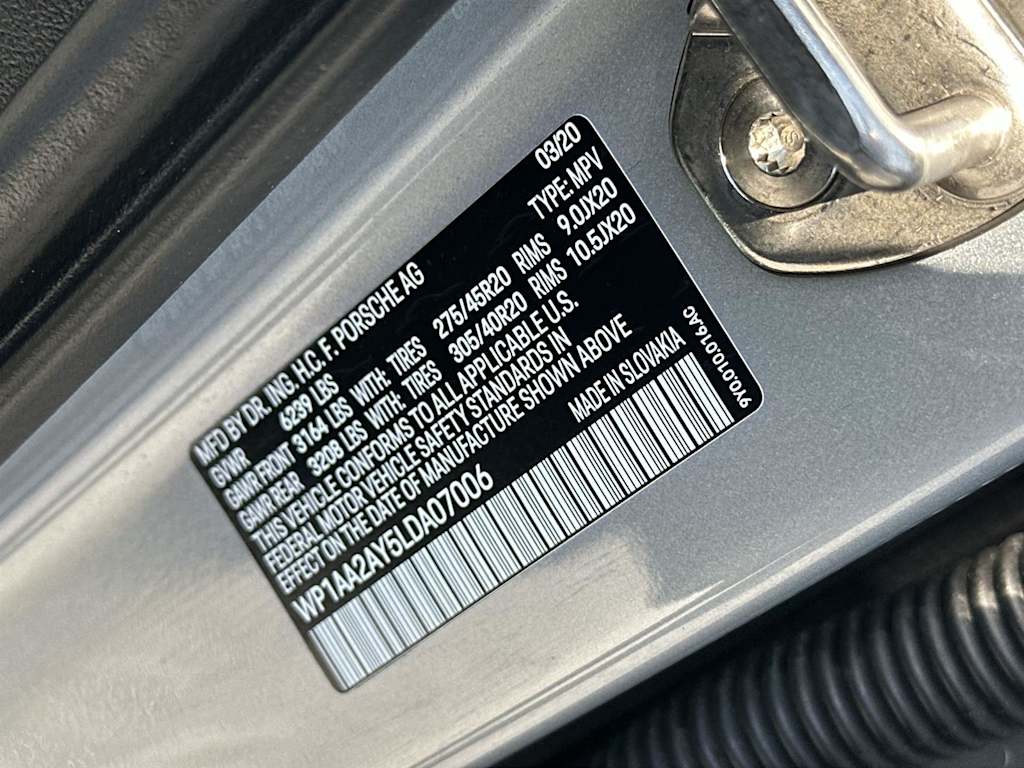 MFD BY DR. ING. H.C. F. PORSCHE AG 03/20
GVWR 6239 LBS TYPE: MPV
GAWR FRONT 3164 LBS WITH: TIRES 275/45R20 RIMS 9.0JX20
GAWR REAR 3208 LBS WITH: TIRES 305/40R20 RIMS 10.5JX20
THIS VEHICLE CONFORMS TO ALL APPLICABLE U.S.
FEDERAL MOTOR VEHICLE SAFETY STANDARDS IN
EFFECT ON THE DATE OF MANUFACTURE SHOWN ABOVE
WP1AA2AY5LDA07006 MADE IN SLOVAKIA
9Y0.010.016.AC